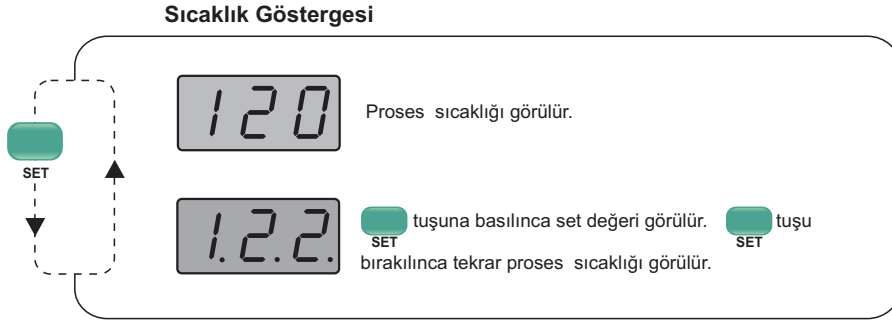 Sıcaklık Göstergesi
120
Proses sıcaklığı görülür.
SET
1.2.2.
SET tuşuna basılınca set değeri görülür. SET tuşu
bırakılınca tekrar proses sıcaklığı görülür.